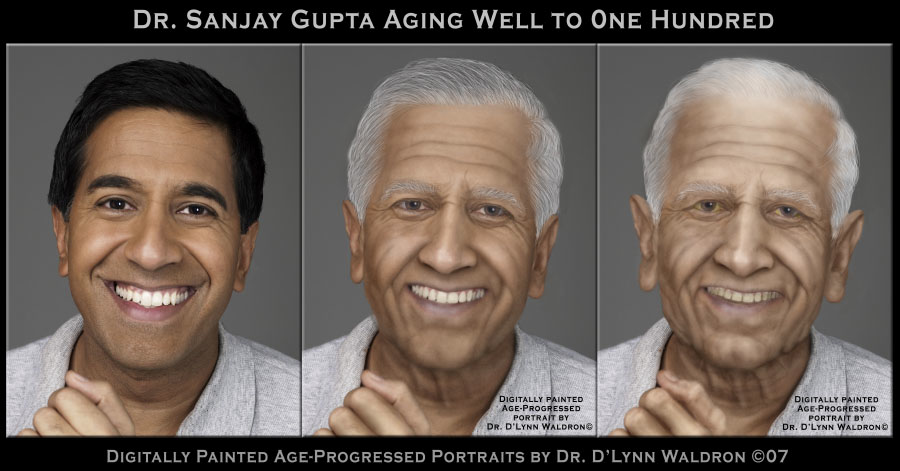 Dr. Sanjay Gupta Aging Well to 0ne Hundred
Digitally painted
Age-Progressed
portrait by
Dr. D'Lynn Waldron©
Digitally painted
Age-Progressed
portrait by
Dr. D'Lynn Waldron©
Digitally Painted Age-Progressed Portraits by Dr. D'Lynn Waldron ©07